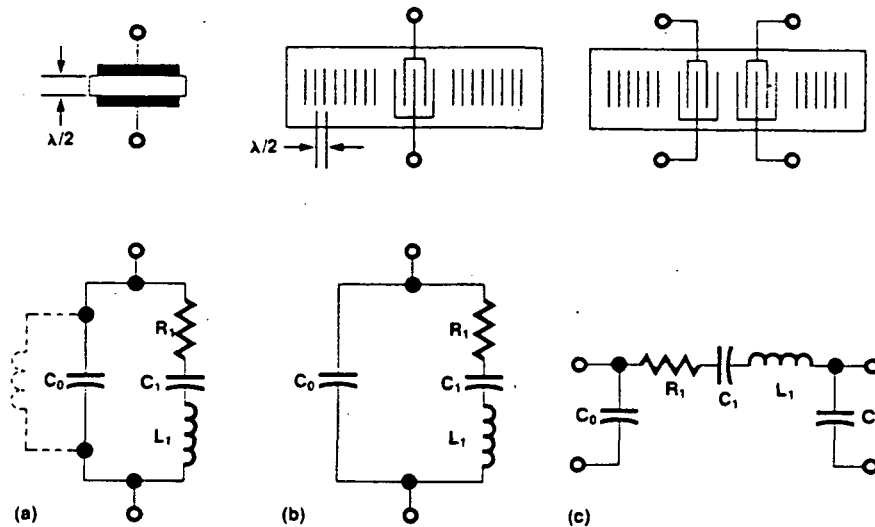 λ/2
λ/2
R₁
C₀
C₁
L₁
(a)
R₁
C₀
C₁
L₁
(b)
R₁
C₁
L₁
C₀
C
(c)